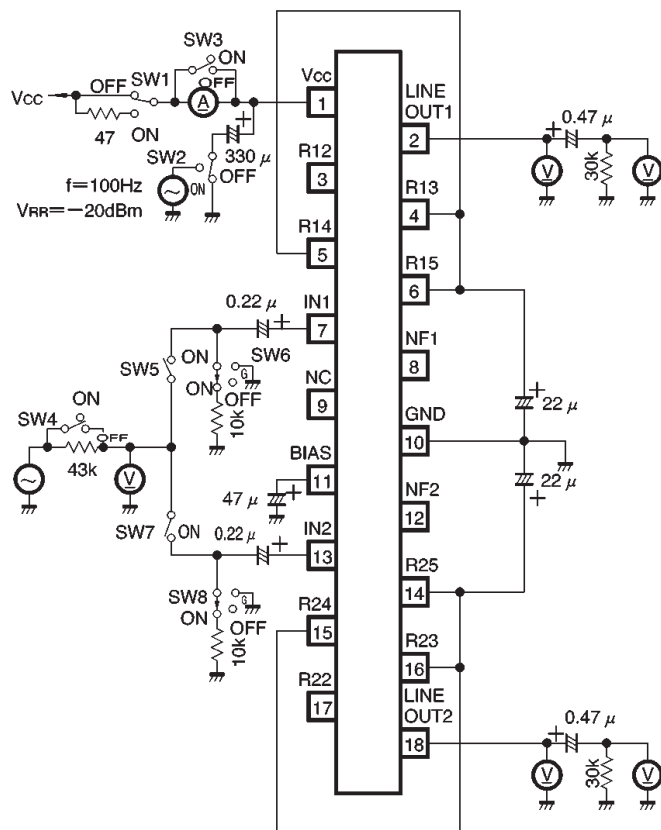 SW3
ON
OFF
SW1
OFF
Vcc
A
47
ON
SW2
330 μ
ON
OFF
f=100Hz
VRR=−20dBm
Vcc
1
LINE
OUT1
2
0.47 μ
30k
V
V
R12
3
R13
4
R14
5
R15
6
0.22 μ
IN1
7
NF1
8
SW5
ON
SW6
G
ON
OFF
10k
NC
9
22 μ
GND
10
ON
SW4
OFF
43k
V
BIAS
11
47 μ
22 μ
NF2
12
SW7
ON
0.22 μ
IN2
13
R25
14
SW8
G
ON
OFF
10k
R24
15
R23
16
R22
17
LINE
OUT2
18
0.47 μ
30k
V
V